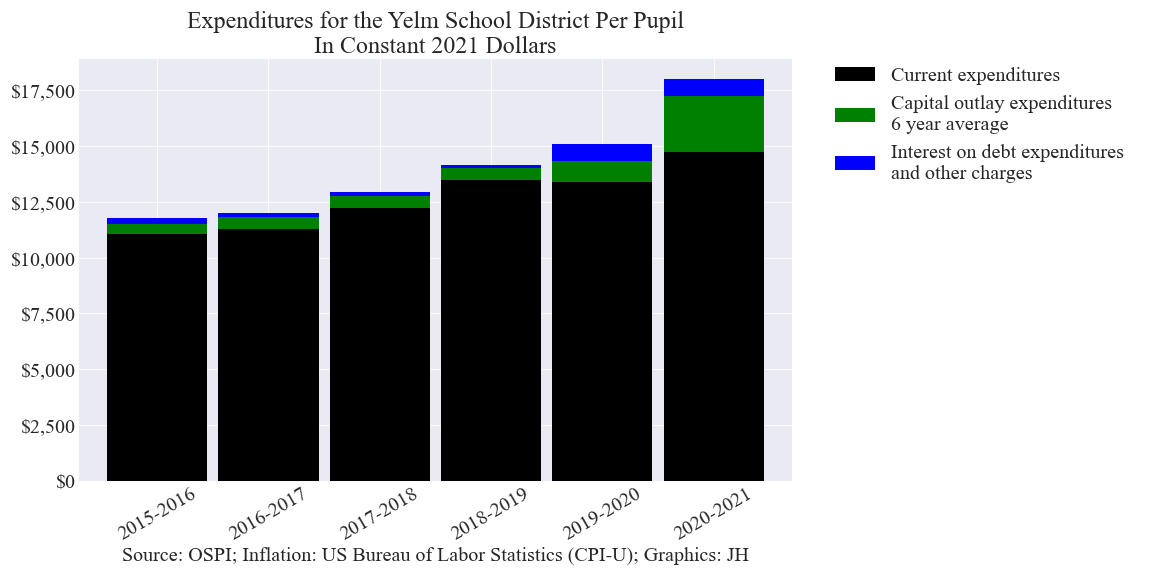 Expenditures for the Yelm School District Per Pupil
In Constant 2021 Dollars
$17,500
$15,000
$12,500
$10,000
$7,500
$5,000
$2,500
$0
2015-2016
2016-2017
2017-2018
2018-2019
2019-2020
2020-2021
Current expenditures
Capital outlay expenditures
6 year average
Interest on debt expenditures
and other charges
Source: OSPI; Inflation: US Bureau of Labor Statistics (CPI-U); Graphics: JH